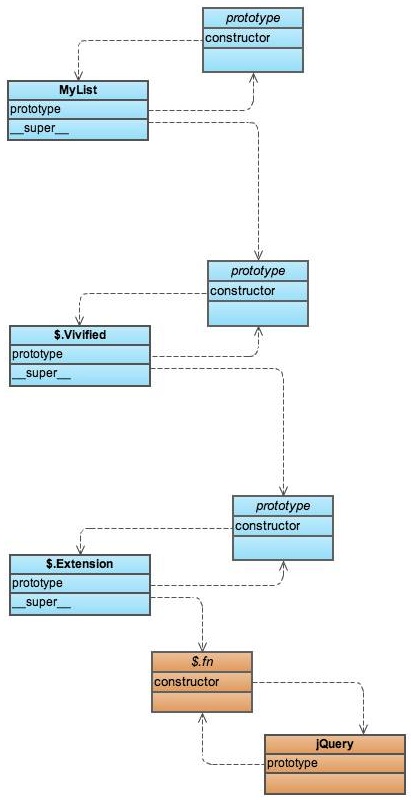 prototype
constructor
MyList
prototype
__super__
prototype
constructor
$.Vivified
prototype
__super__
prototype
constructor
$.Extension
prototype
__super__
$.fn
constructor
jQuery
prototype